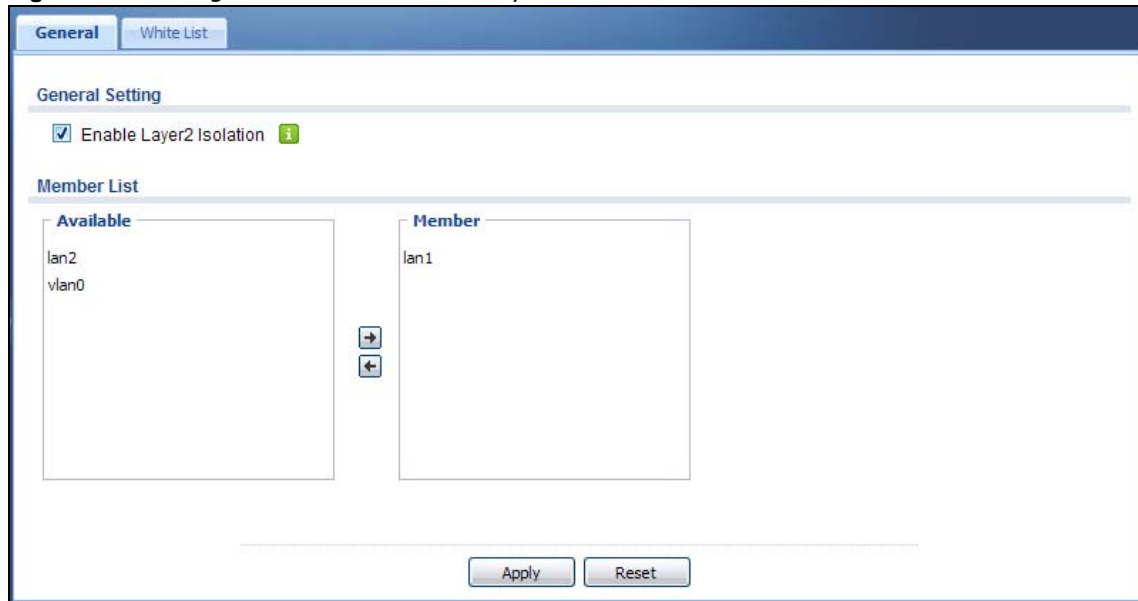 General White List
General Setting
Enable Layer2 Isolation i
Member List
Available Member
lan2 lan1
vlan0
Apply Reset